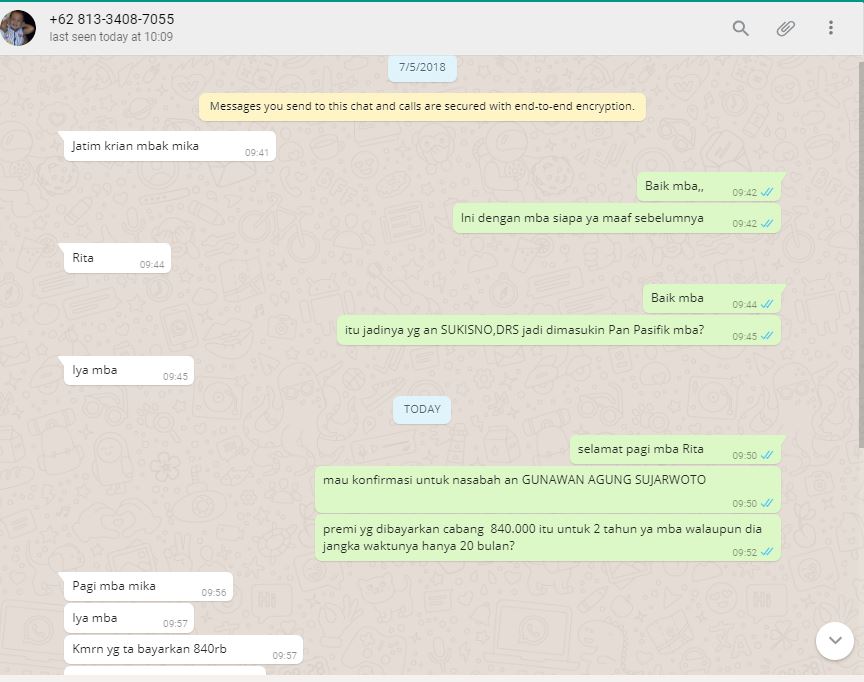 +62 813-3408-7055
last seen today at 10:09
7/5/2018
Messages you send to this chat and calls are secured with end-to-end encryption.
Jatim krian mbak mika
09:41
Baik mba,,
09:42
Ini dengan mba siapa ya maaf sebelumnya
09:42
Rita
09:44
Baik mba
09:44
itu jadinya yg an SUKISNO,DRS jadi dimasukin Pan Pasifik mba?
09:45
Iya mba
09:45
TODAY
selamat pagi mba Rita
09:50
mau konfirmasi untuk nasabah an GUNAWAN AGUNG SUJARWOTO
09:50
premi yg dibayarkan cabang  840.000 itu untuk 2 tahun ya mba walaupun dia
jangka waktunya hanya 20 bulan?
09:52
Pagi mba mika
09:56
Iya mba
09:57
Kmrn yg ta bayarkan 840rb
09:57